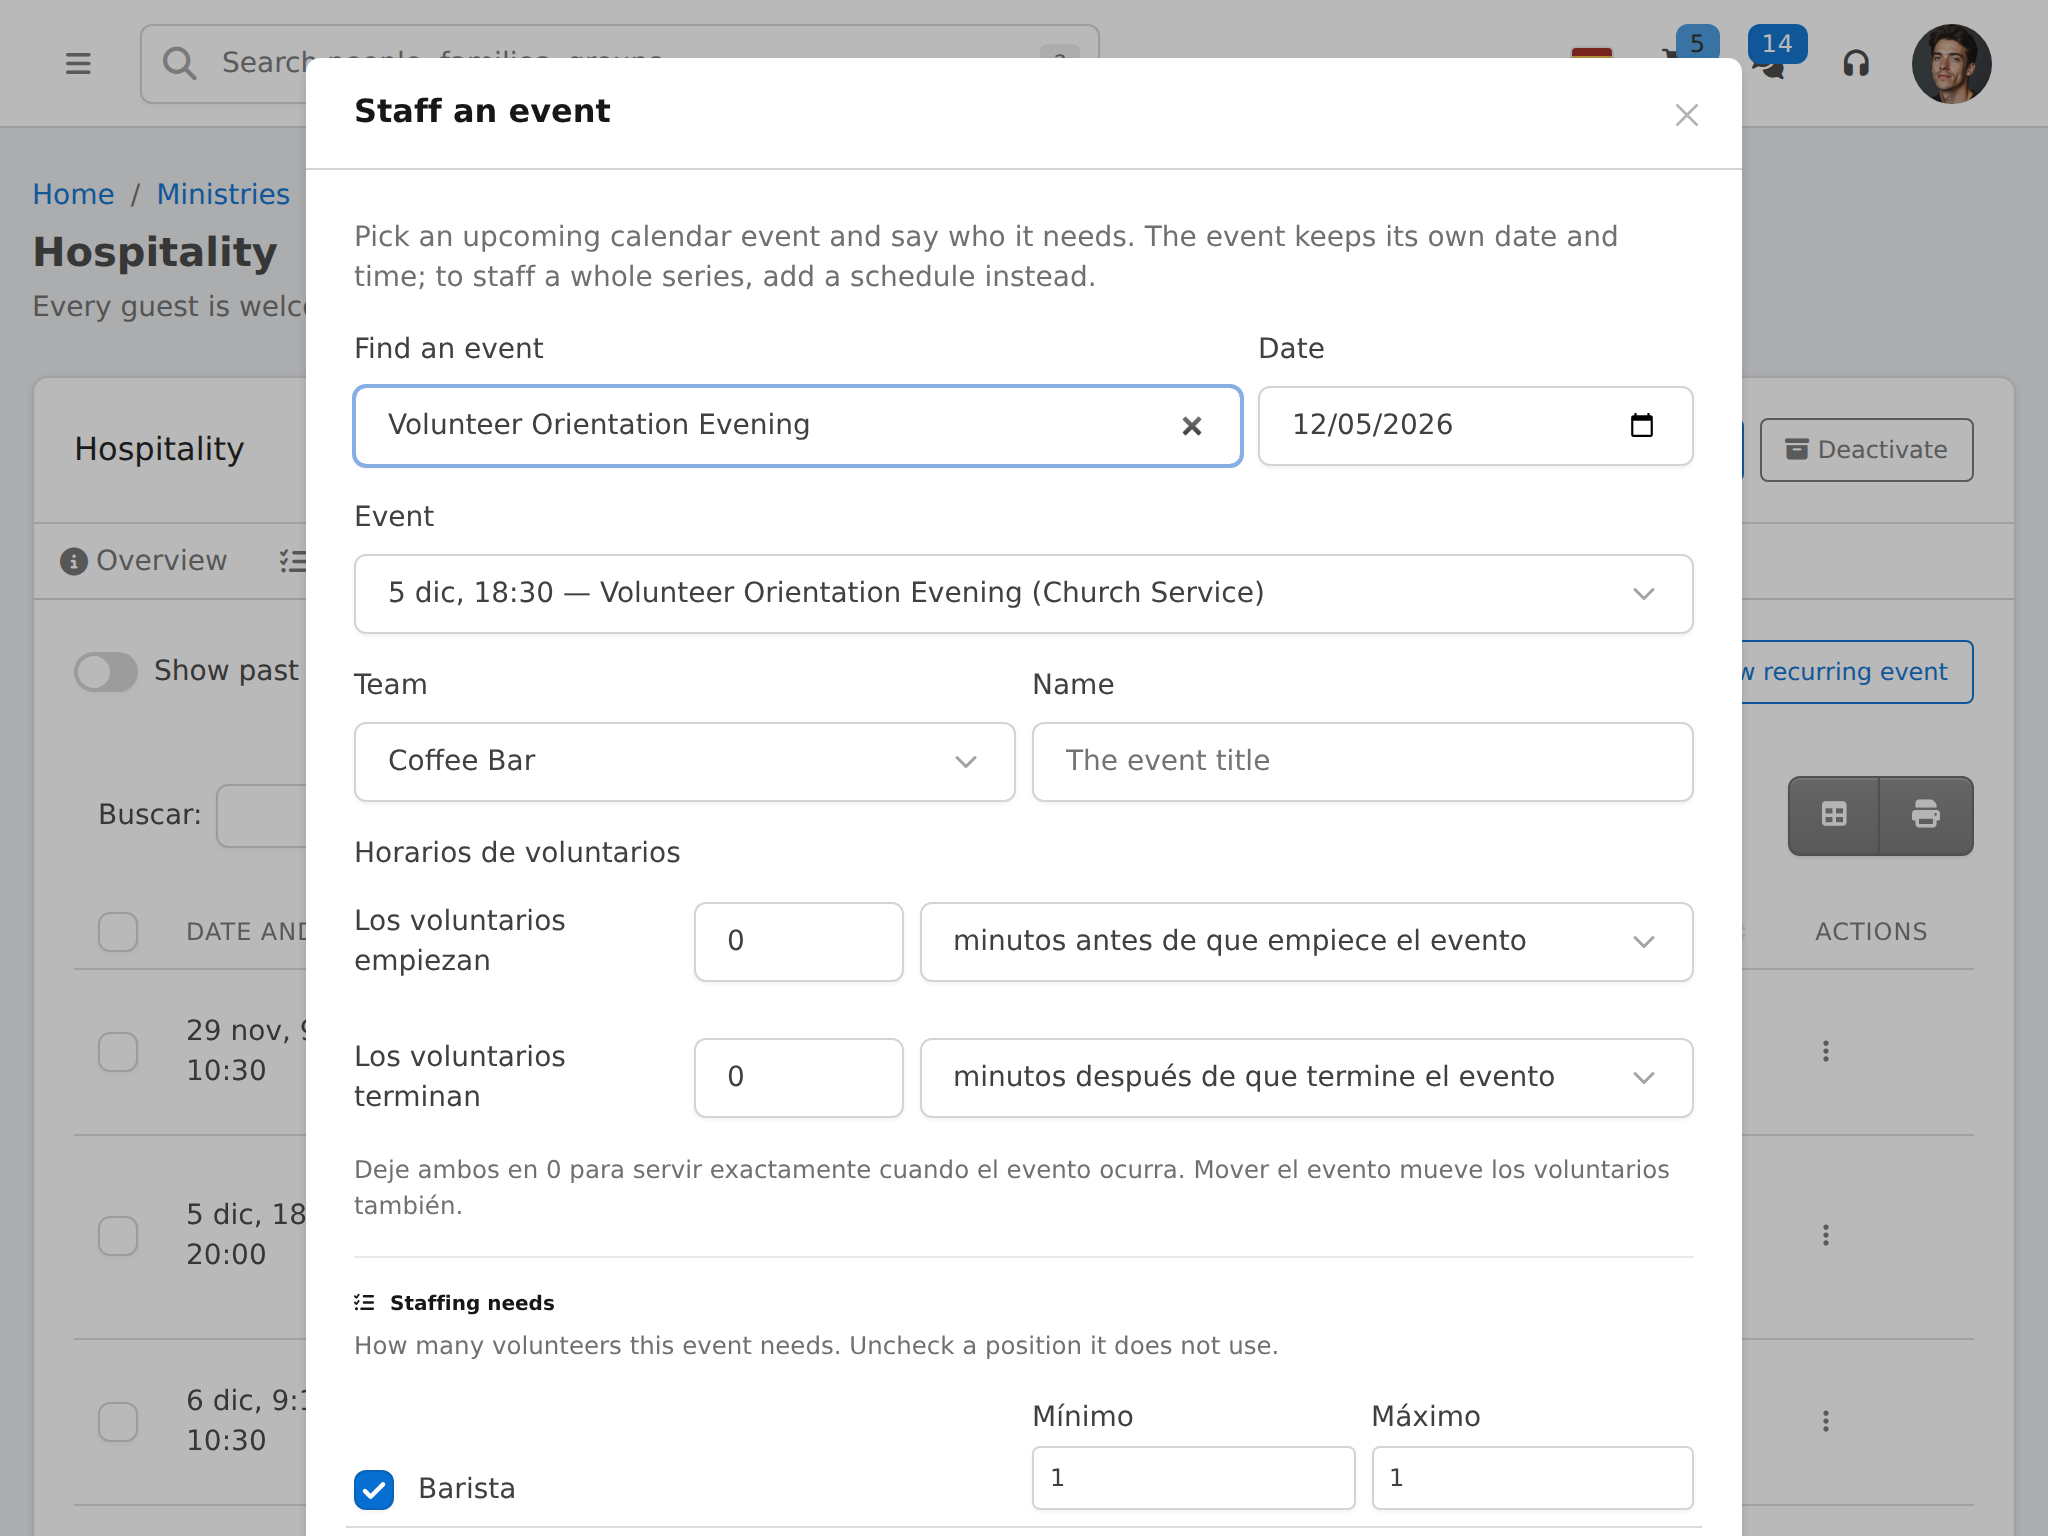 Search people, families, groups
5
14
Staff an event
Home / Ministries
Hospitality
Every guest is welc
Pick an upcoming calendar event and say who it needs. The event keeps its own date and
time; to staff a whole series, add a schedule instead.
Find an event
Date
Volunteer Orientation Evening
12/05/2026
Hospitality
Deactivate
Event
5 dic, 18:30 — Volunteer Orientation Evening (Church Service)
Overview
Show past
w recurring event
Team
Name
Coffee Bar
The event title
Buscar:
Horarios de voluntarios
Los voluntarios
empiezan
0
minutos antes de que empiece el evento
DATE AND
ACTIONS
29 nov, 9
10:30
Los voluntarios
terminan
0
minutos después de que termine el evento
Deje ambos en 0 para servir exactamente cuando el evento ocurra. Mover el evento mueve los voluntarios
también.
5 dic, 18
20:00
Staffing needs
How many volunteers this event needs. Uncheck a position it does not use.
6 dic, 9:1
10:30
Mínimo
Máximo
Barista
1
1